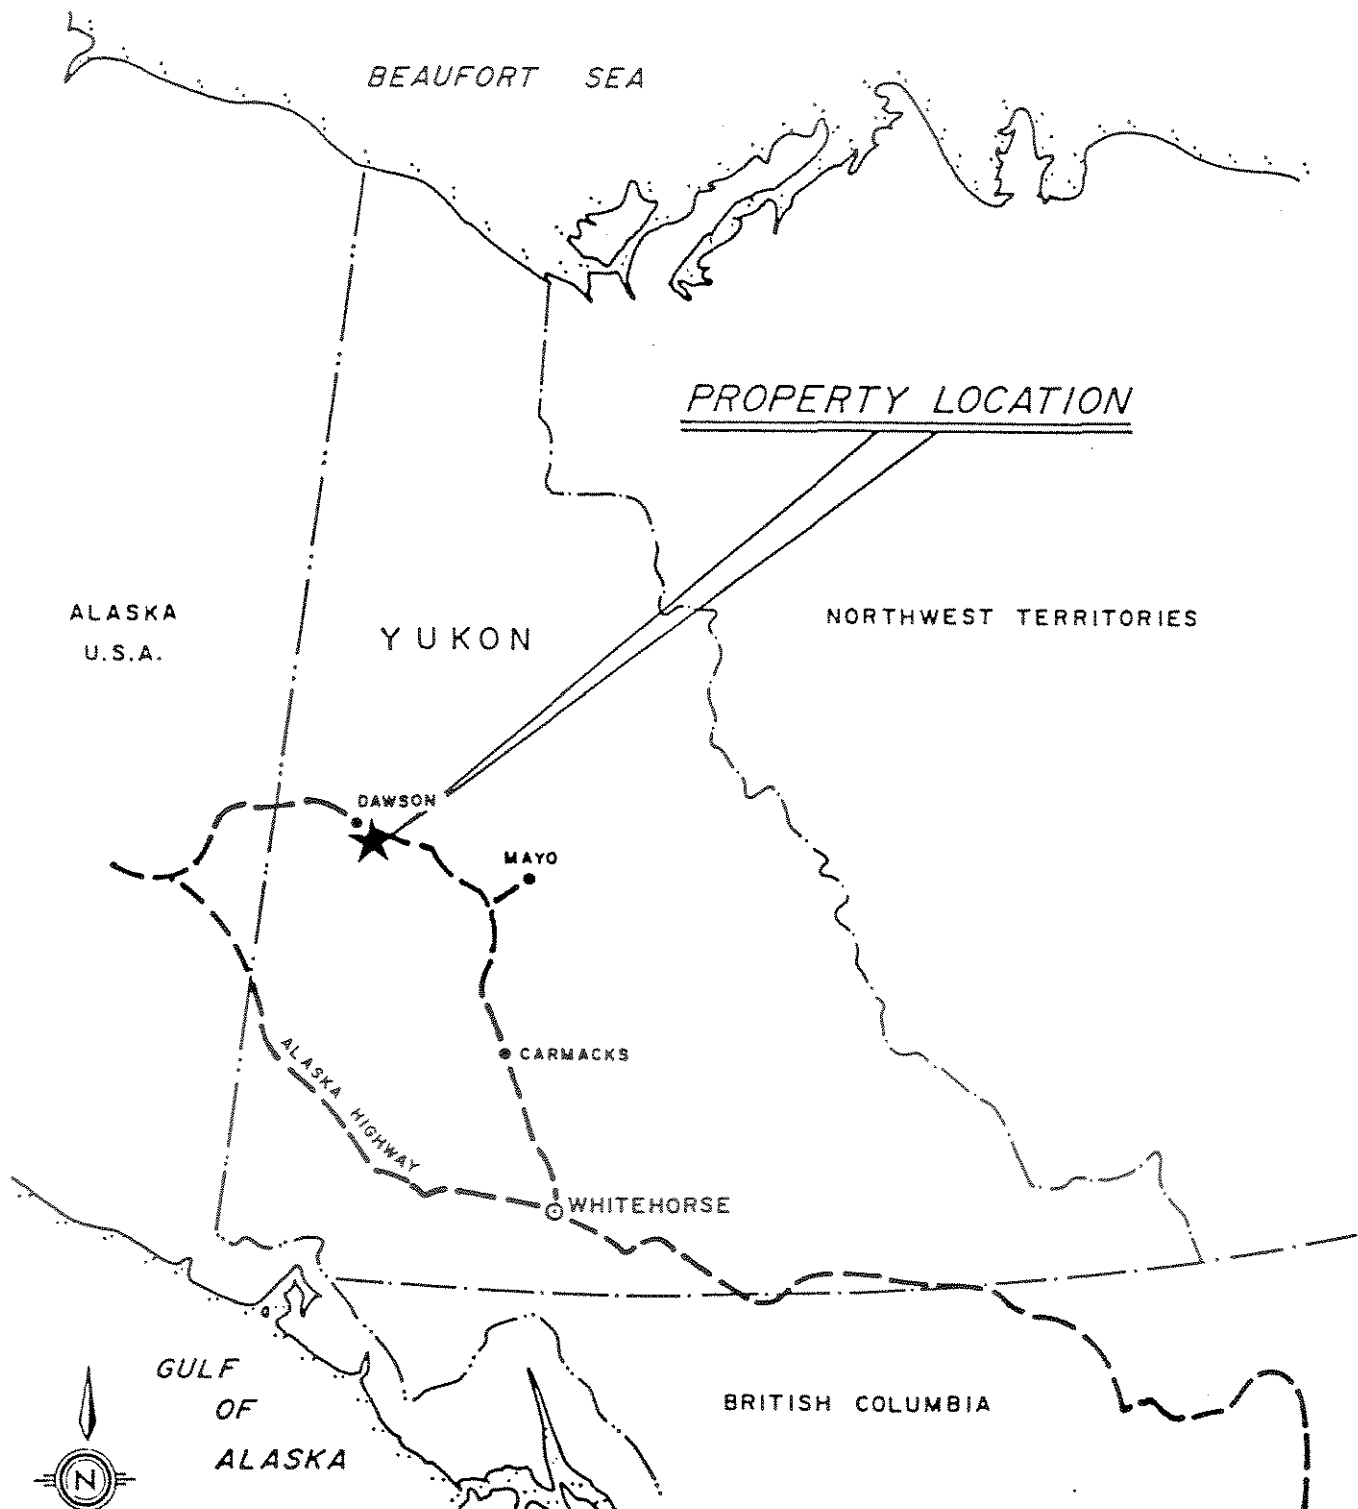 BEAUFORT SEA
PROPERTY LOCATION
ALASKA
U.S.A.
YUKON
NORTHWEST TERRITORIES
DAWSON
MAYO
CARMACKS
ALASKA HIGHWAY
WHITEHORSE
GULF
OF
ALASKA
BRITISH COLUMBIA
N